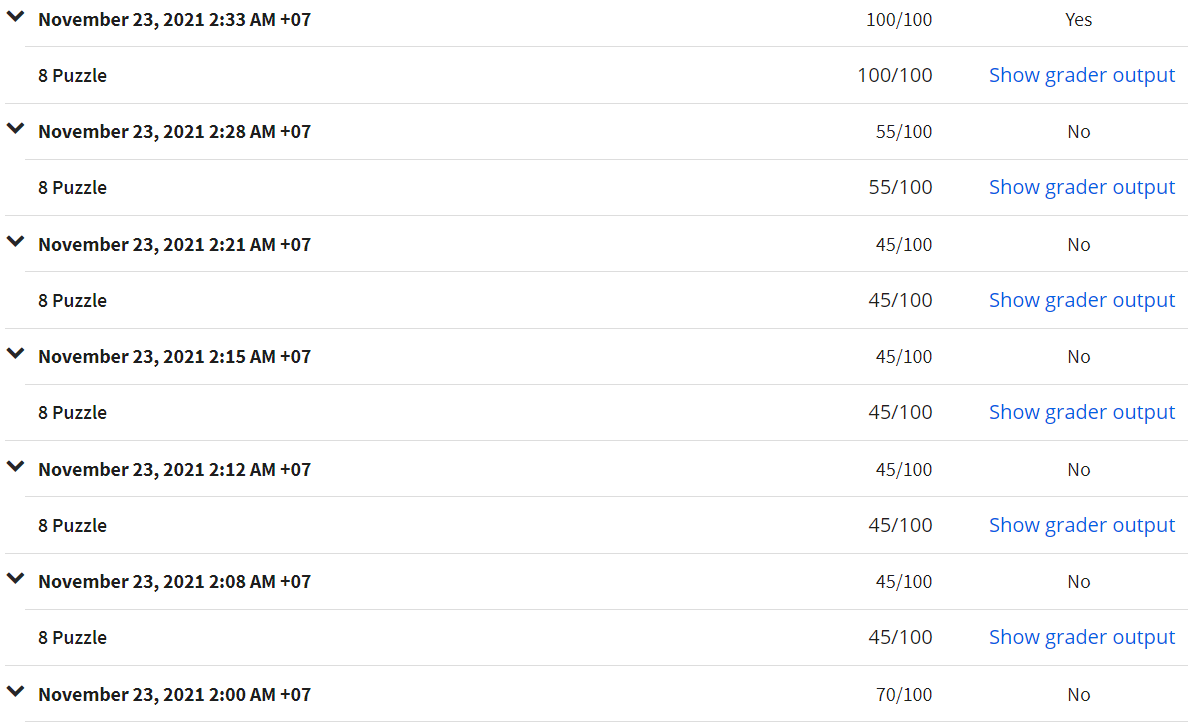 November 23, 2021 2:33 AM +07 100/100 Yes
8 Puzzle 100/100 Show grader output
November 23, 2021 2:28 AM +07 55/100 No
8 Puzzle 55/100 Show grader output
November 23, 2021 2:21 AM +07 45/100 No
8 Puzzle 45/100 Show grader output
November 23, 2021 2:15 AM +07 45/100 No
8 Puzzle 45/100 Show grader output
November 23, 2021 2:12 AM +07 45/100 No
8 Puzzle 45/100 Show grader output
November 23, 2021 2:08 AM +07 45/100 No
8 Puzzle 45/100 Show grader output
November 23, 2021 2:00 AM +07 70/100 No